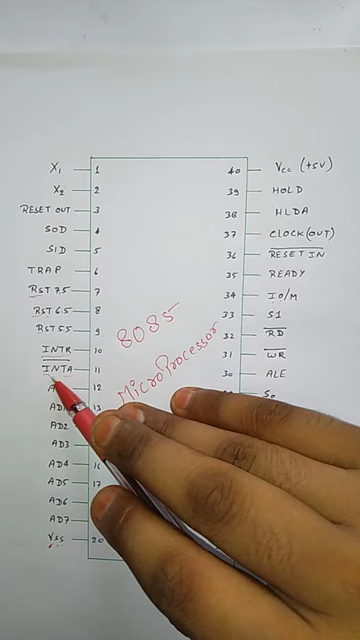 X1 1 40 Vcc (+5V)
X2 2 39 HOLD
RESET OUT 3 38 HLDA
SOD 4 37 CLOCK(OUT)
SID 5 36 RESET IN
TRAP 6 35 READY
RST 7.5 7 34 IO/M
RST 6.5 8 33 S1
RST 5.5 9 32 RD
INTR 10 31 WR
INTA 11 30 ALE
12 S0
AD1 13
AD2
AD3
AD4 16
AD5 17
AD6
AD7
Vss 20
8085
MicroProcessor